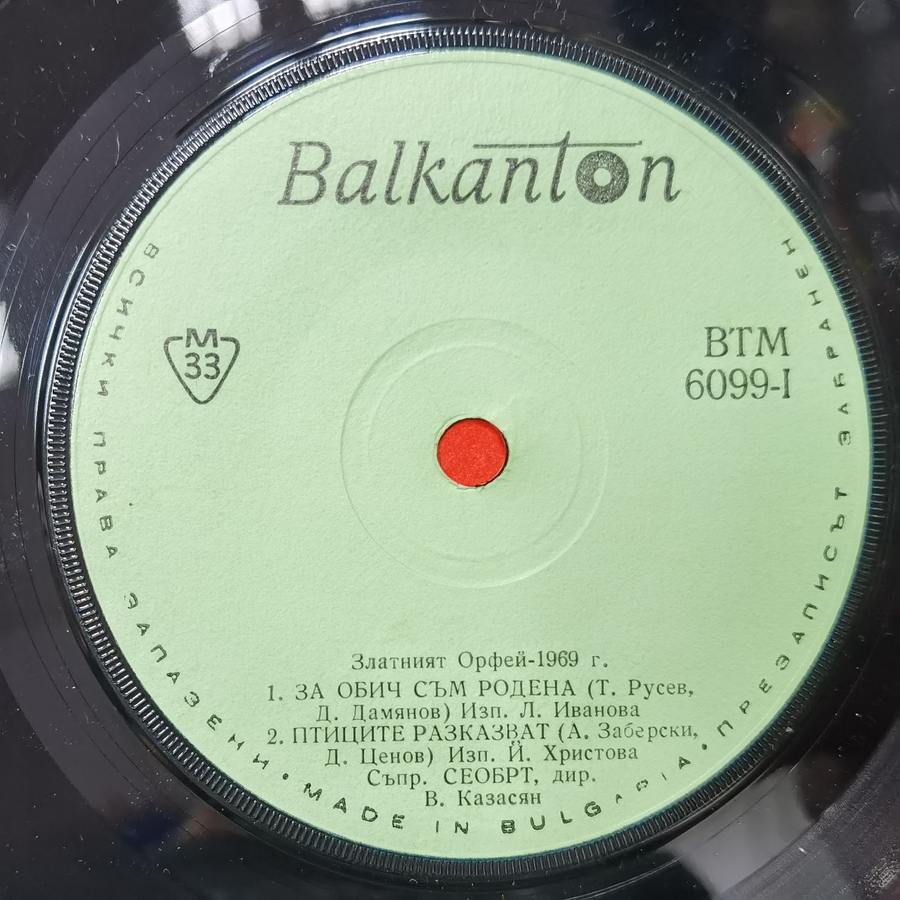 Balkanton
M
33
ВТМ
6099-I
Златният Орфей-1969 г.
1. ЗА ОБИЧ СЪМ РОДЕНА (Т. Русев,
Д. Дамянов) Изп. Л. Иванова
2. ПТИЦИТЕ РАЗКАЗВАТ (А. Заберски,
Д. Ценов) Изп. Й. Христова
Съпр. СЕОБРТ, дир.
В. Казасян
ВСИЧКИ ПРАВА ЗАПАЗЕНИ • MADE IN BULGARIA • ПРЕЗАПИСЪТ ЗАБРАНЕН